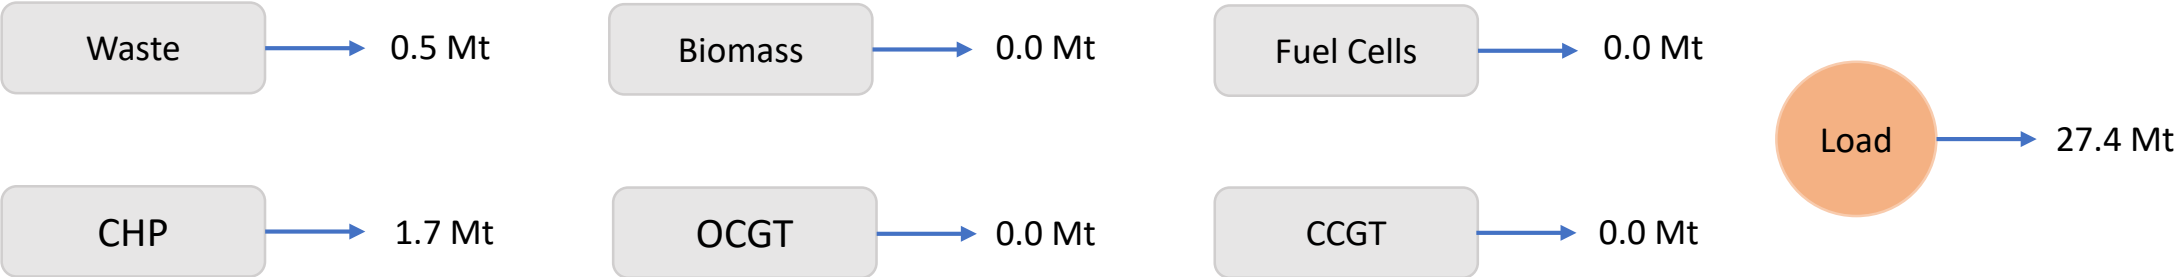 Waste
0.5 Mt
Biomass
0.0 Mt
Fuel Cells
0.0 Mt
Load
27.4 Mt
CHP
1.7 Mt
OCGT
0.0 Mt
CCGT
0.0 Mt